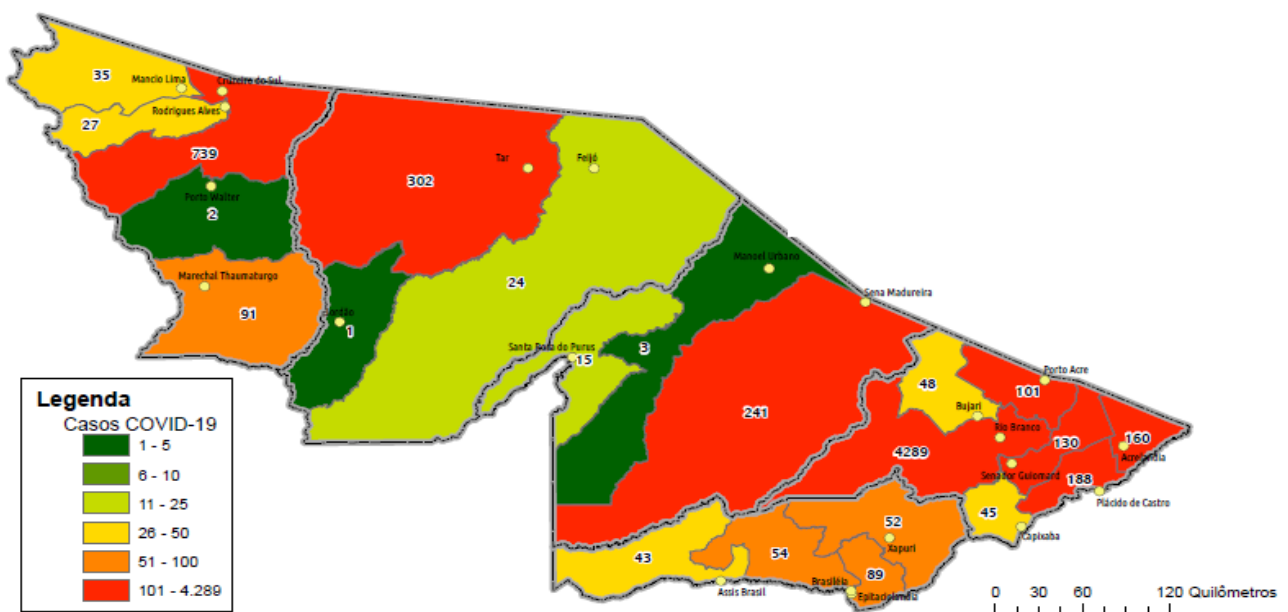 35
Mancio Lima
Cruzeiro do Sul
Rodrigues Alves
27
739
Tar
Feijó
302
Porto Walter
2
Manoel Urbano
Marechal Thaumaturgo
24
Sena Madureira
91
1
Santa Rosa do Purus
15
3
48
101
Porto Acre
241
Bujari
Rio Branco
130
160
4289
Acrelandia
Senador Guiomard
188
Plácido de Castro
52
45
Capixaba
Xapuri
43
54
89
Assis Brasil
Brasiléia
Epitaciolandia
Legenda
Casos COVID-19
1 - 5
6 - 10
11 - 25
26 - 50
51 - 100
101 - 4.289
0 30 60 120 Quilômetros